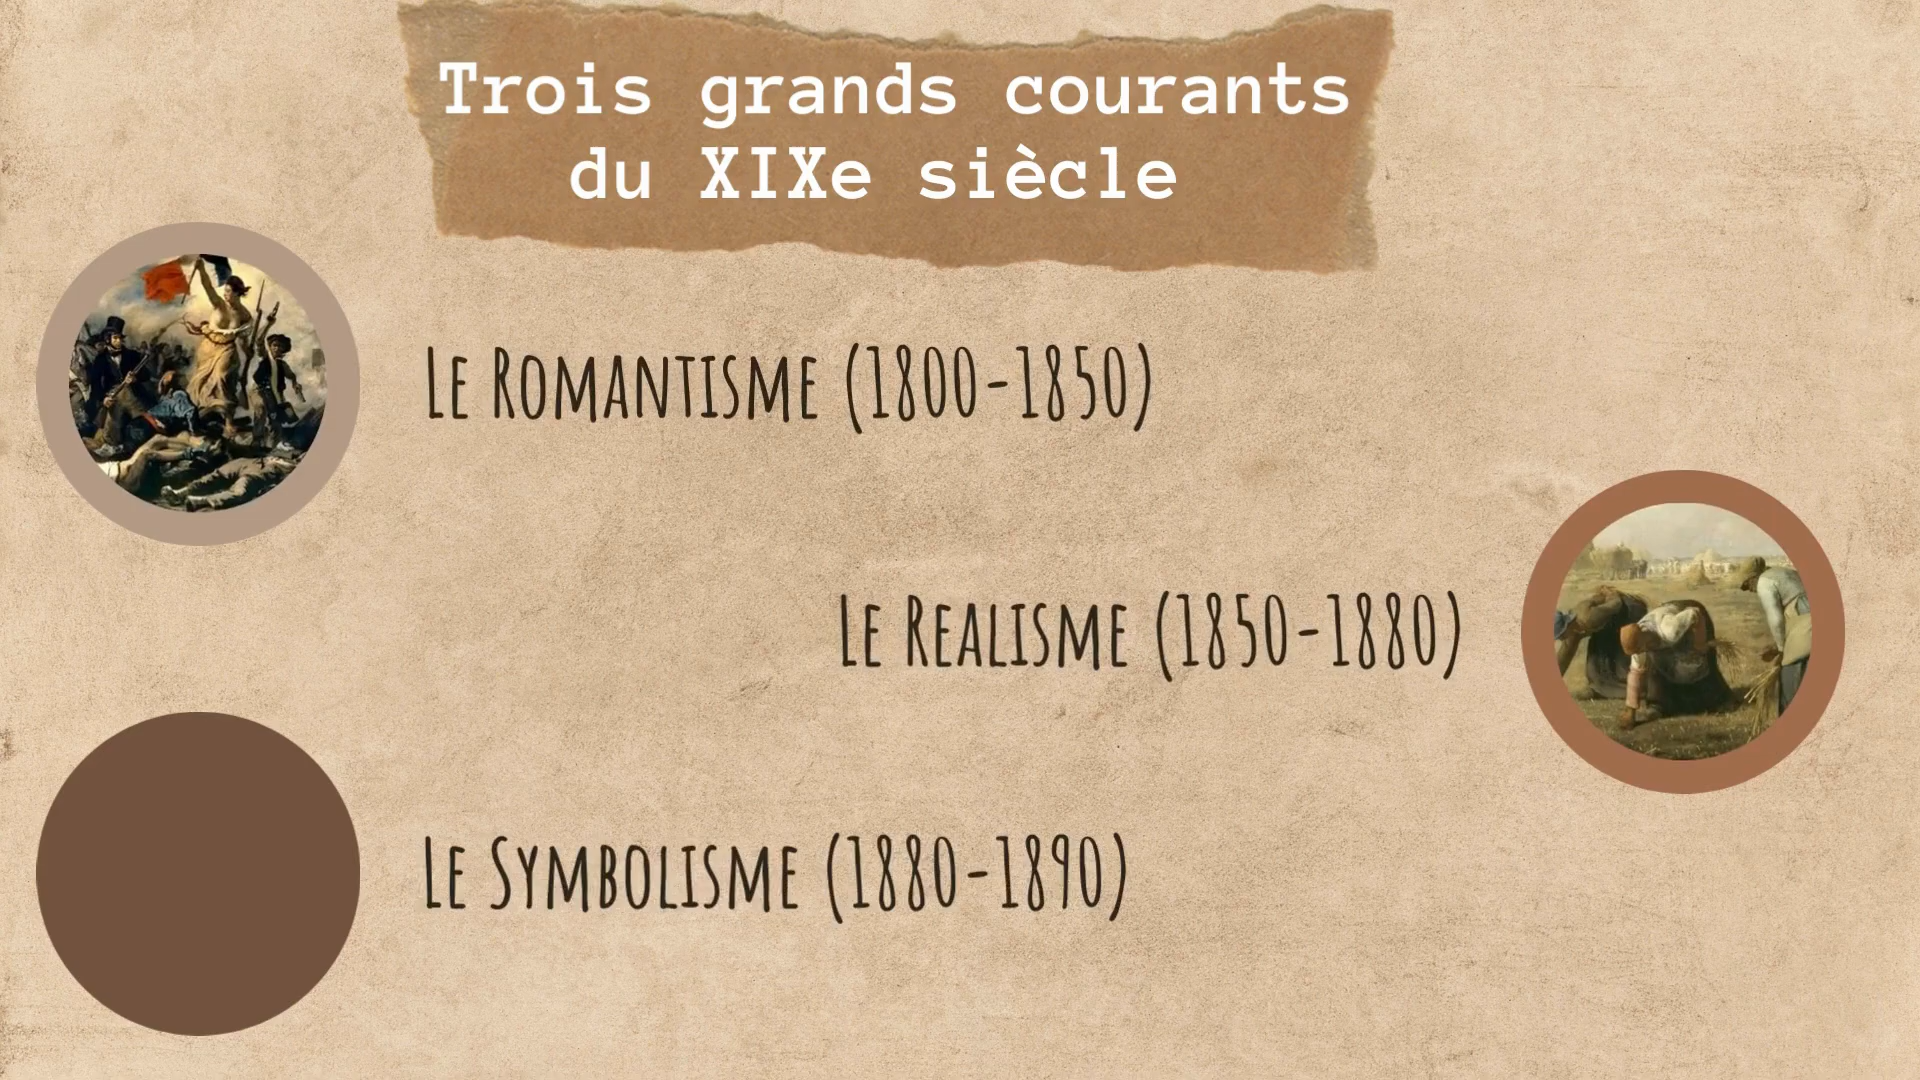 Trois grands courants
du XIXe siècle
Le Romantisme (1800-1850)
Le Realisme (1850-1880)
Le Symbolisme (1880-1890)